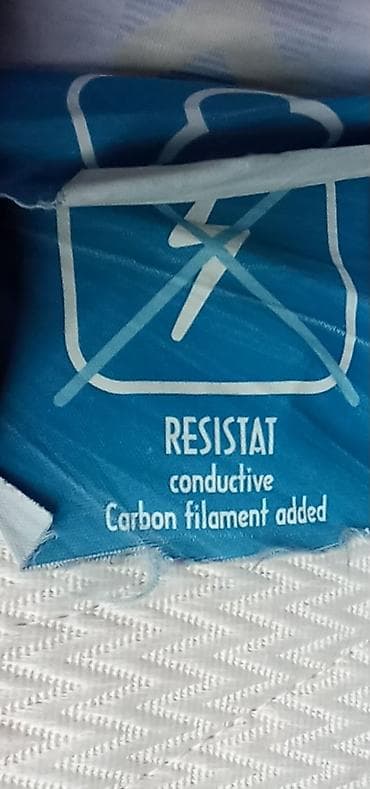 RESISTAT
conductive
Carbon filament added